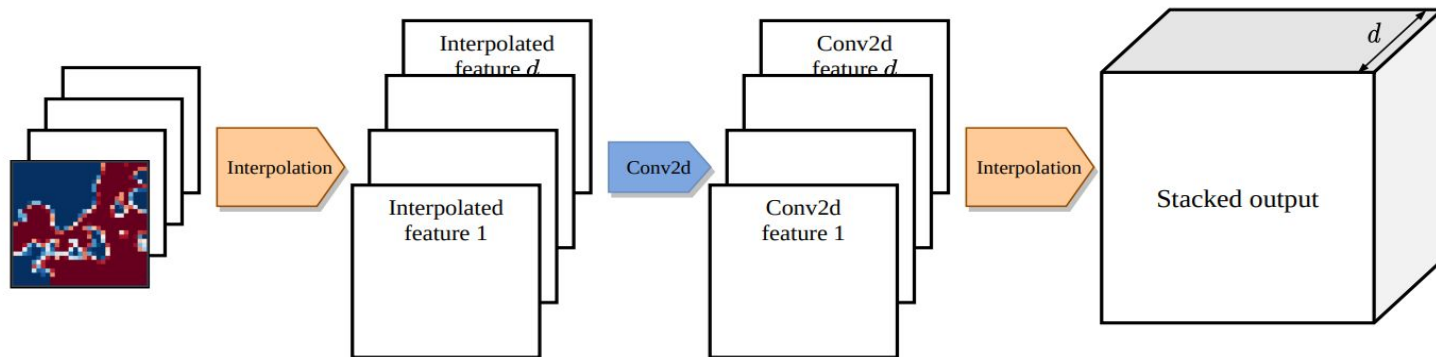 Interpolation
Interpolated
feature d
Interpolated
feature 1
Conv2d
Conv2d
feature d
Conv2d
feature 1
Interpolation
d
Stacked output